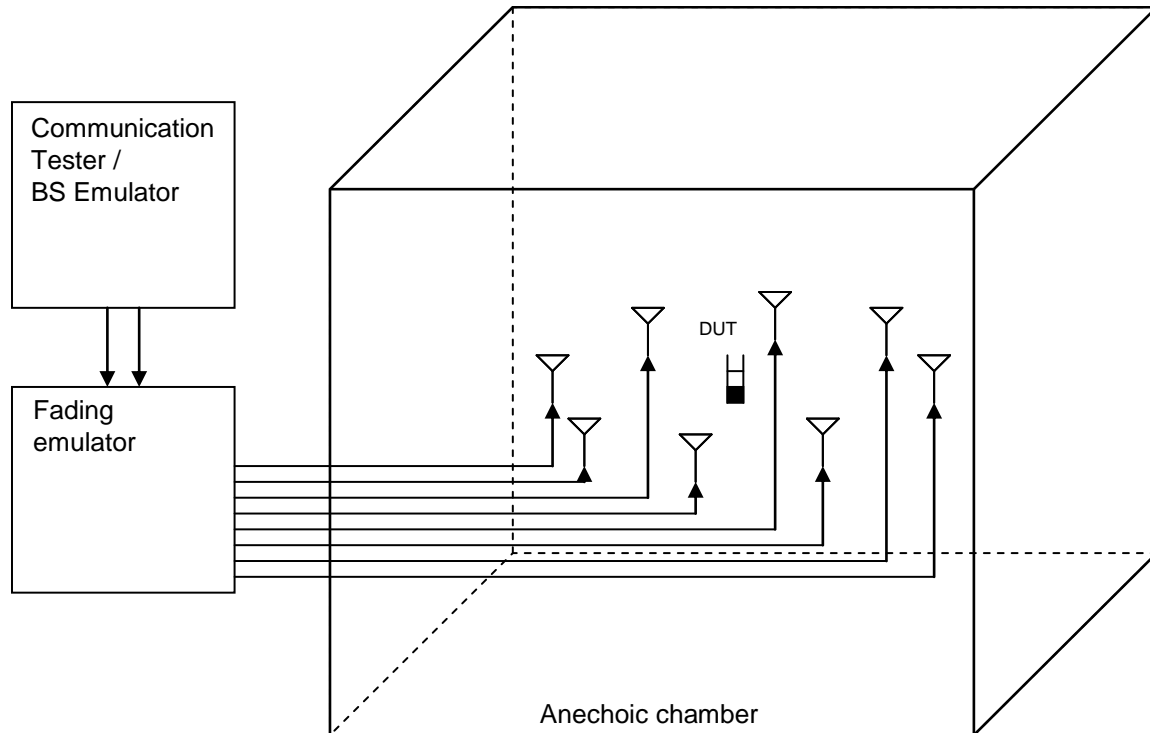 Communication
Tester /
BS Emulator
DUT
Fading
emulator
Anechoic chamber